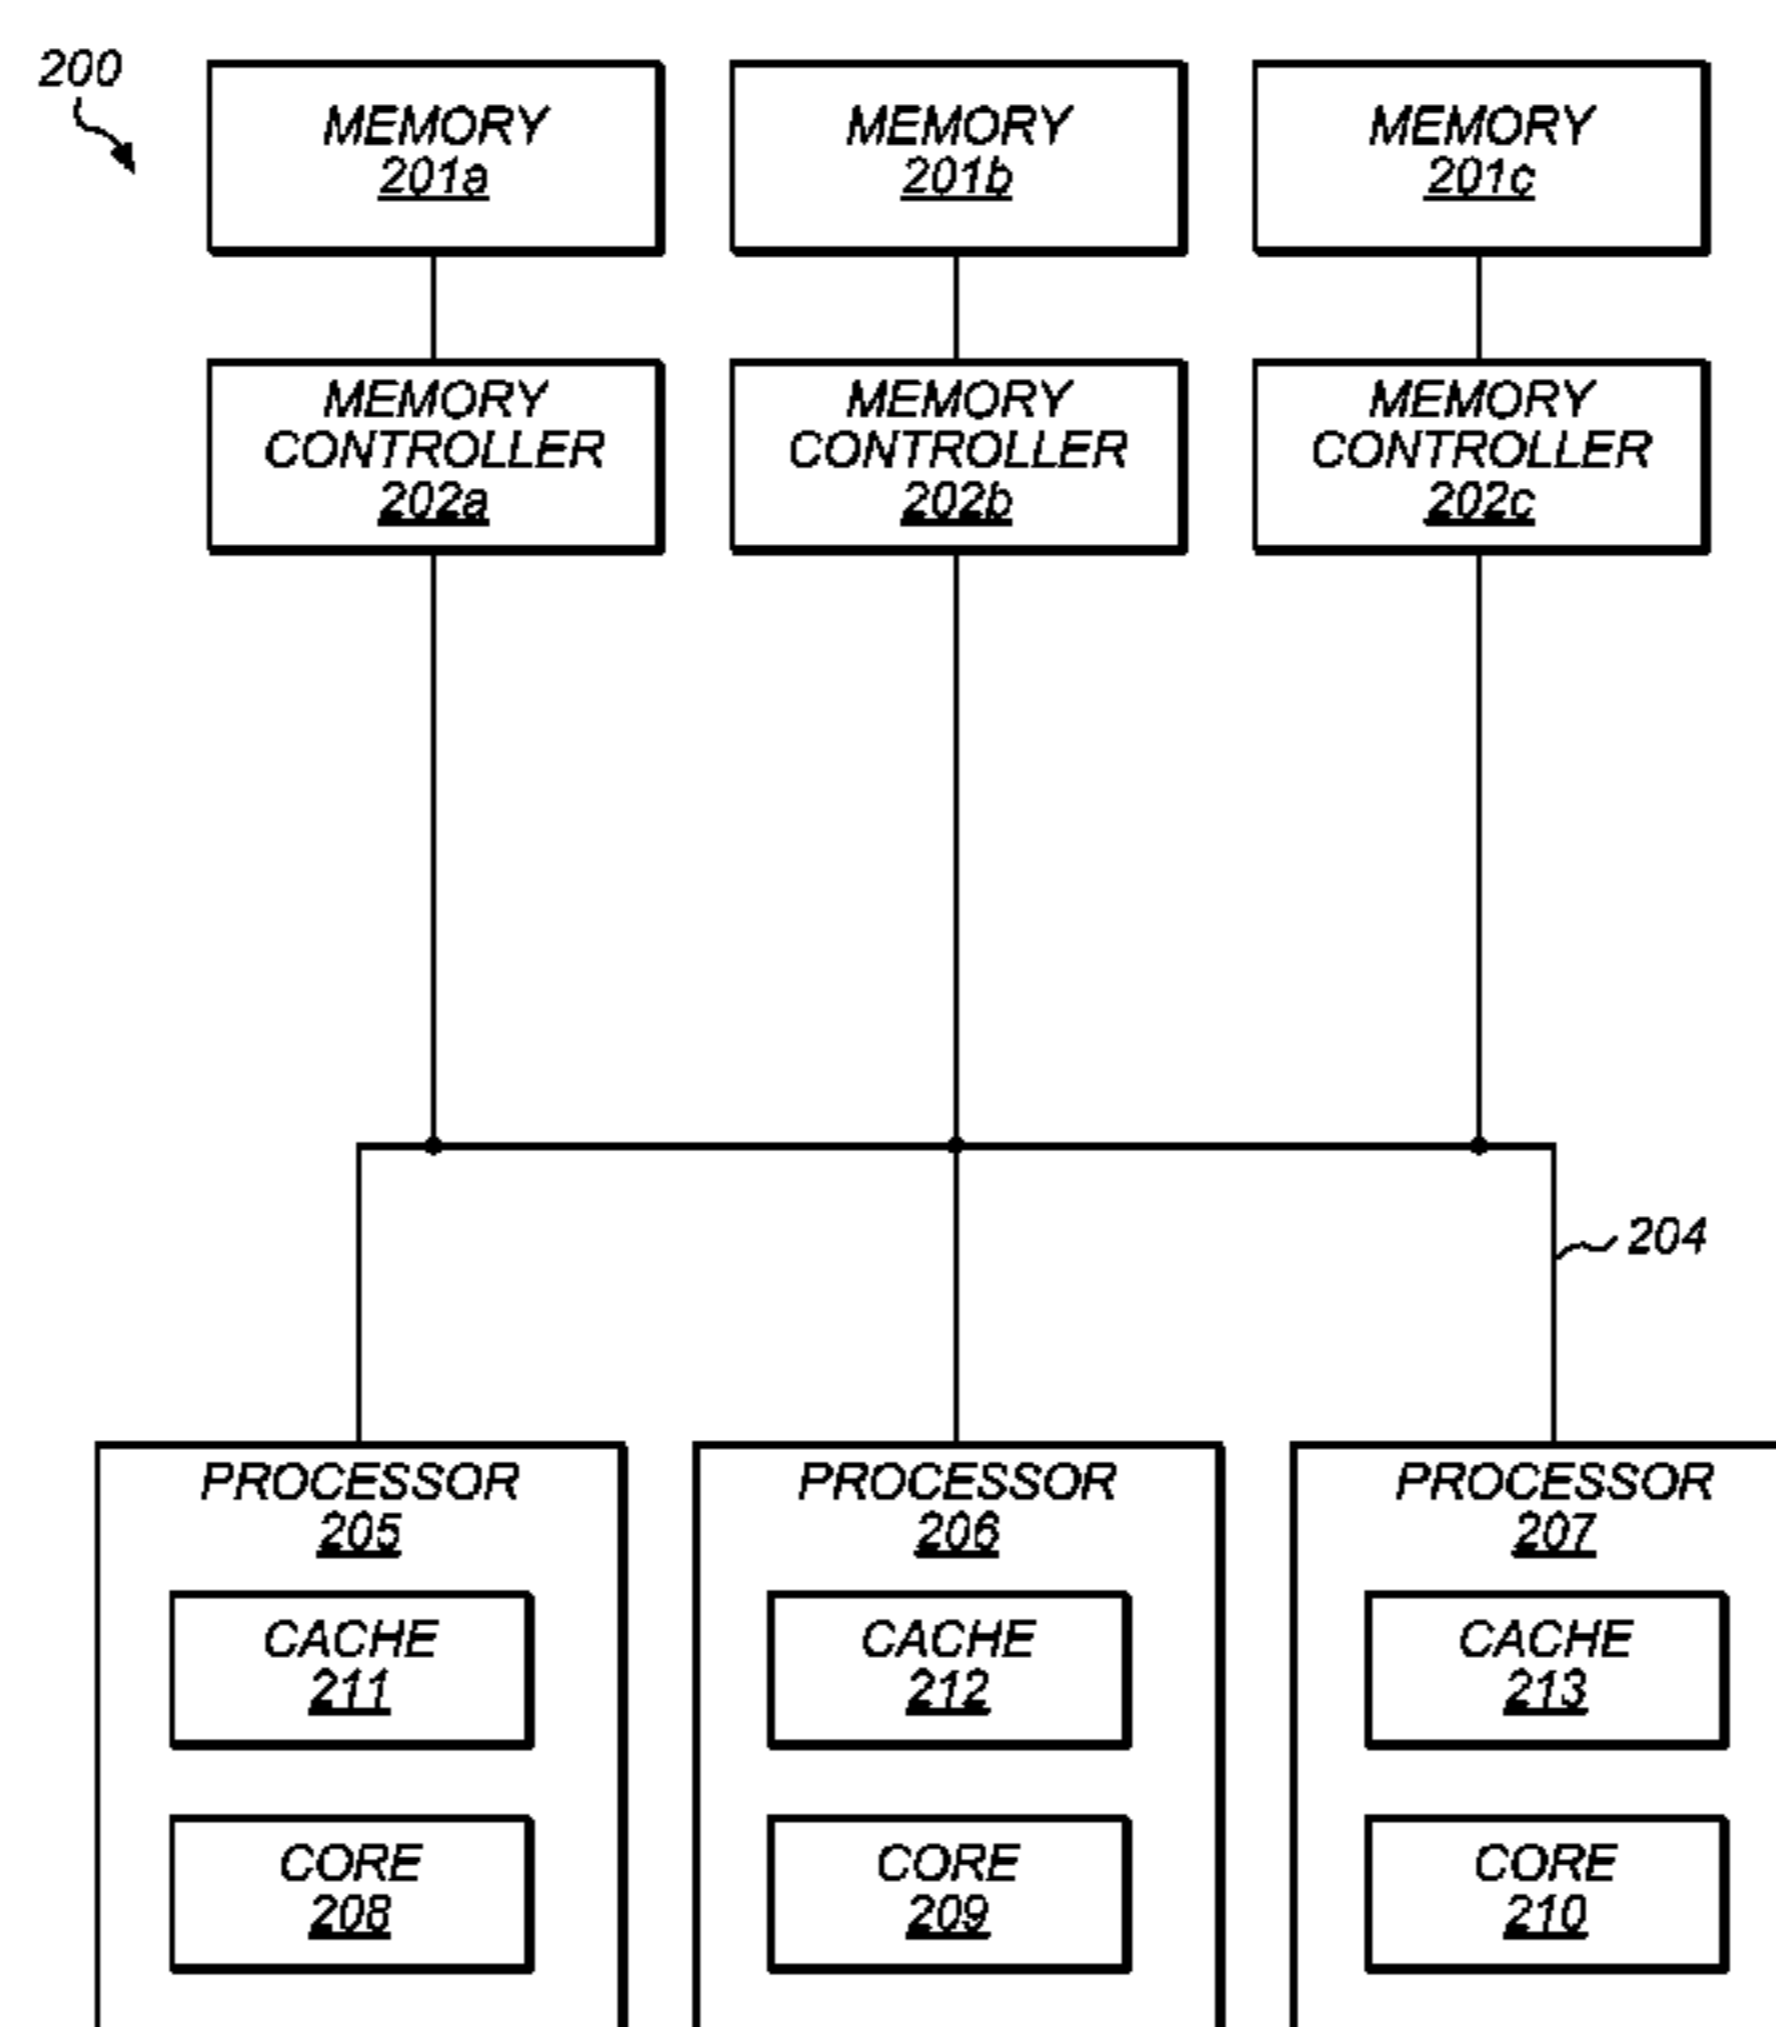 200
MEMORY
201a
MEMORY
201b
MEMORY
201c
MEMORY
CONTROLLER
202a
MEMORY
CONTROLLER
202b
MEMORY
CONTROLLER
202c
204
PROCESSOR
205
CACHE
211
CORE
208
PROCESSOR
206
CACHE
212
CORE
209
PROCESSOR
207
CACHE
213
CORE
210